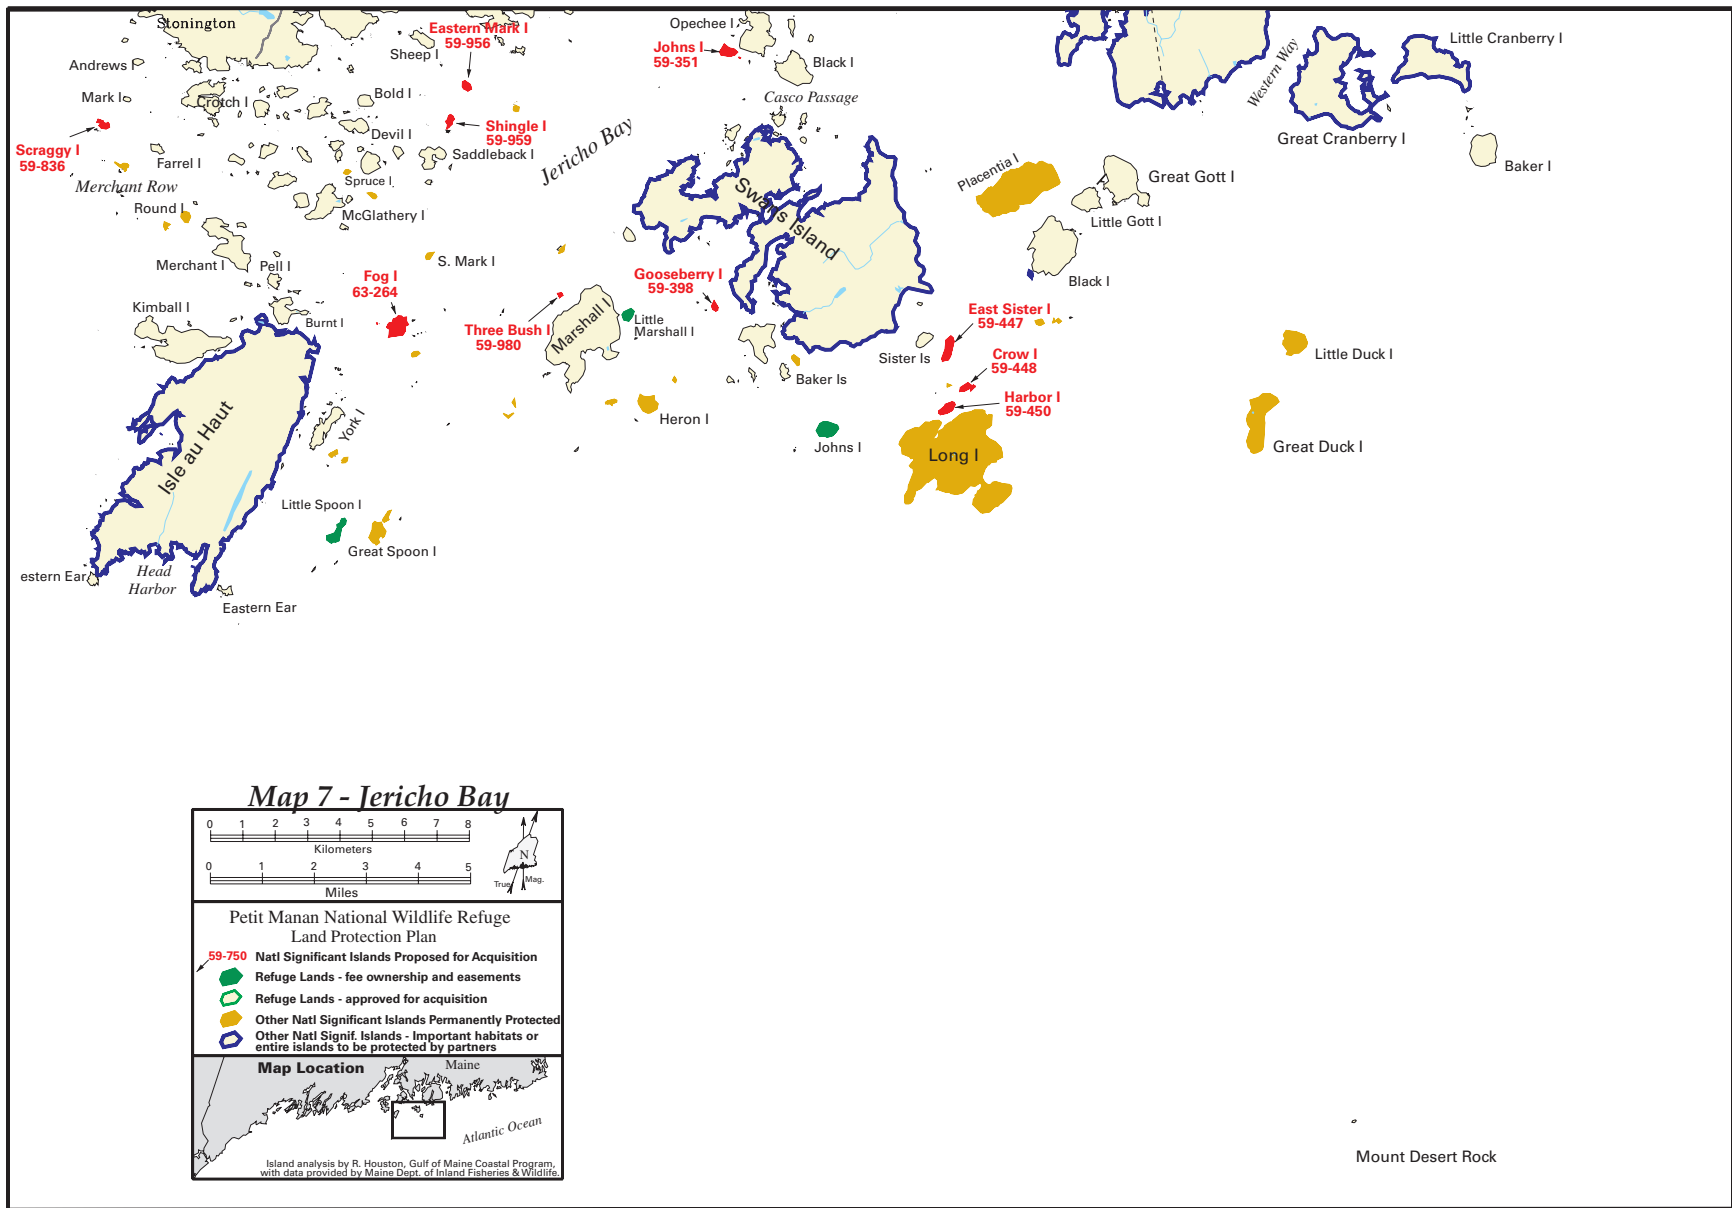 Stonington
Eastern Mark I
59-956
Opechee I
Little Cranberry I
Johns I
59-351
Sheep I
Black I
Andrews I
Western Way
Mark I
Crotch I
Bold I
Casco Passage
Shingle I
59-959
Devil I
Great Cranberry I
Scraggy I
59-836
Farrel I
Saddleback I
Jericho Bay
Baker I
Merchant Row
Spruce I
Placentia I
Great Gott I
Round I
McGlathery I
Swans Island
Little Gott I
Merchant I
Pell I
S. Mark I
Fog I
63-264
Gooseberry I
59-398
Black I
Kimball I
Burnt I
Three Bush I
59-980
Marshall I
Little
Marshall I
East Sister I
59-447
Sister Is
Crow I
59-448
Little Duck I
Baker Is
Harbor I
59-450
Isle au Haut
York I
Heron I
Johns I
Long I
Great Duck I
Little Spoon I
Great Spoon I
estern Ear
Head
Harbor
Eastern Ear
Map 7 - Jericho Bay
0 1 2 3 4 5 6 7 8
Kilometers
0 1 2 3 4 5
Miles
N
True
Mag.
Petit Manan National Wildlife Refuge
Land Protection Plan
59-750 Natl Significant Islands Proposed for Acquisition
Refuge Lands - fee ownership and easements
Refuge Lands - approved for acquisition
Other Natl Significant Islands Permanently Protected
Other Natl Signif. Islands - Important habitats or
entire islands to be protected by partners
Map Location
Maine
Atlantic Ocean
Island analysis by R. Houston, Gulf of Maine Coastal Program,
with data provided by Maine Dept. of Inland Fisheries & Wildlife.
Mount Desert Rock